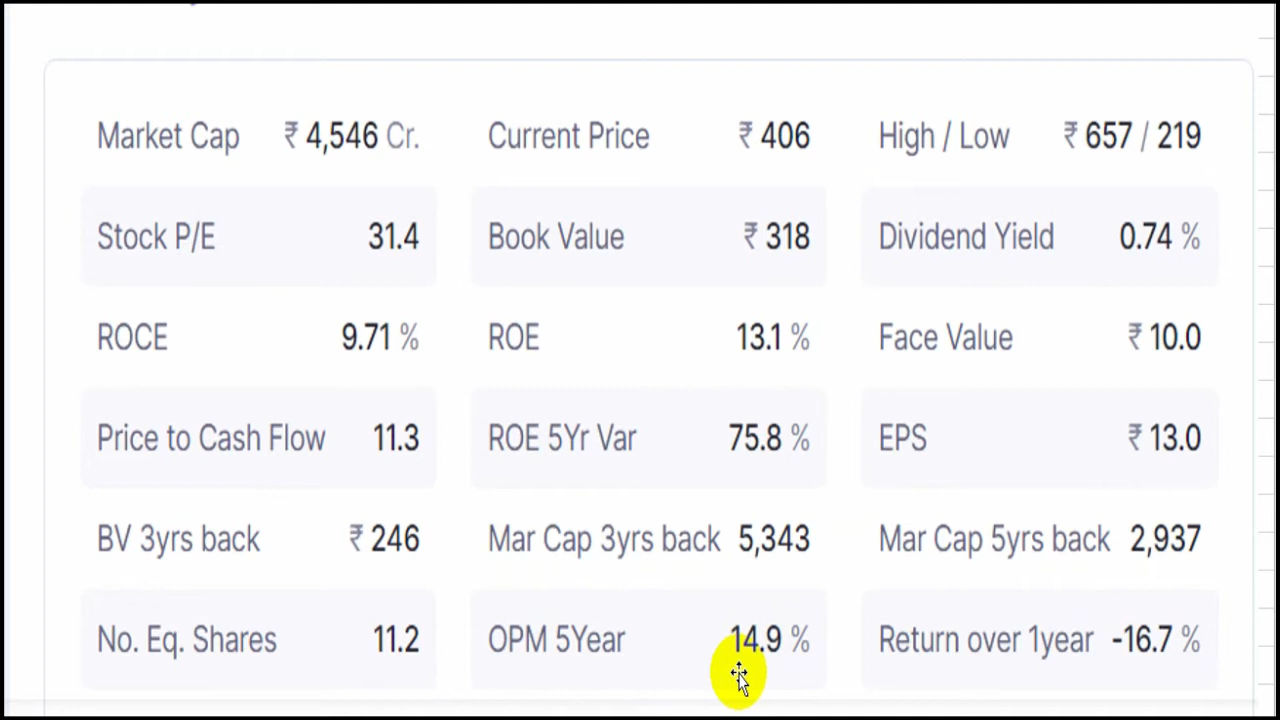 Market Cap ₹ 4,546 Cr. Current Price ₹ 406 High / Low ₹ 657 / 219
Stock P/E 31.4 Book Value ₹ 318 Dividend Yield 0.74 %
ROCE 9.71 % ROE 13.1 % Face Value ₹ 10.0
Price to Cash Flow 11.3 ROE 5Yr Var 75.8 % EPS ₹ 13.0
BV 3yrs back ₹ 246 Mar Cap 3yrs back 5,343 Mar Cap 5yrs back 2,937
No. Eq. Shares 11.2 OPM 5Year 14.9 % Return over 1year -16.7 %